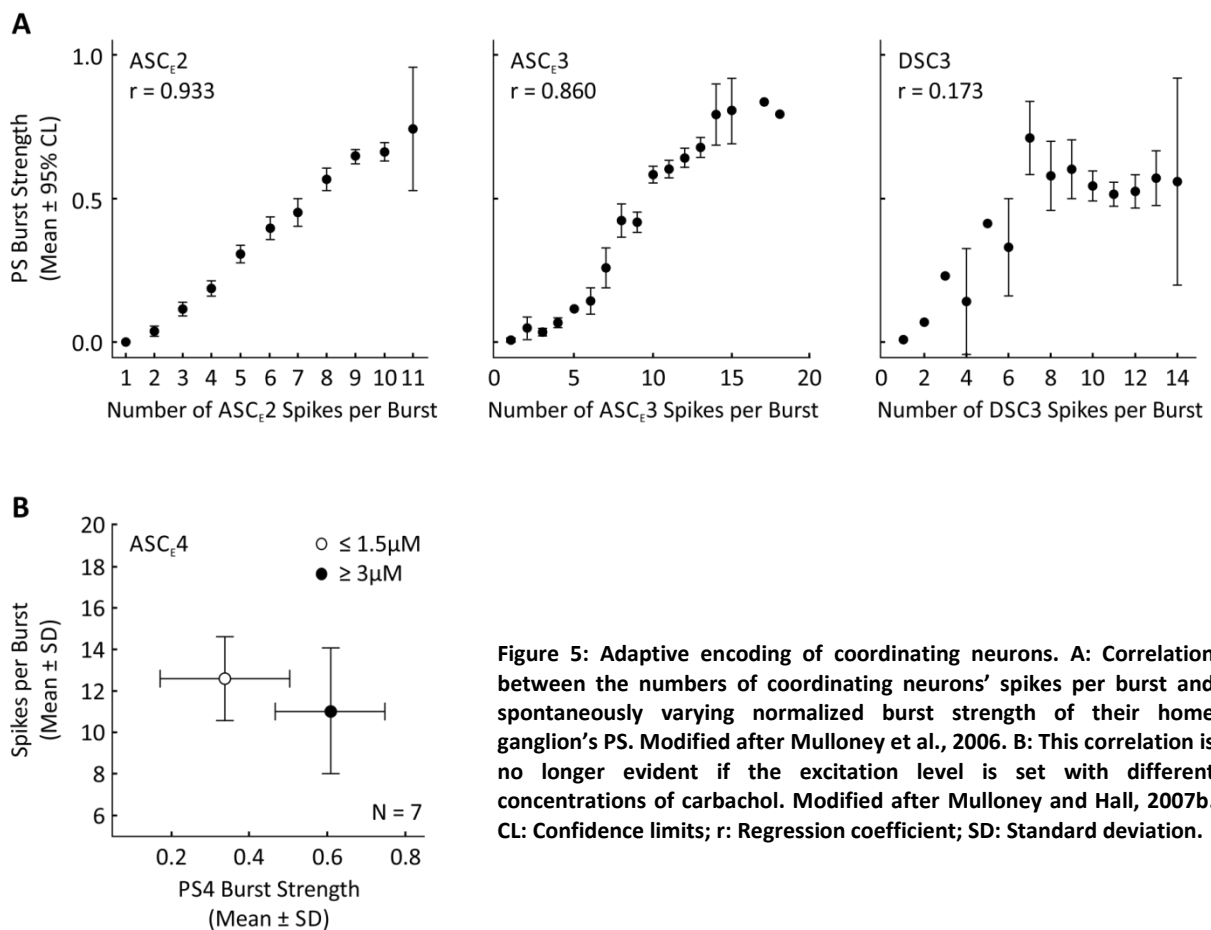 A
ASCE2
r = 0.933
ASCE3
r = 0.860
DSC3
r = 0.173
PS Burst Strength
(Mean ± 95% CL)
1.0
0.5
0.0
1 2 3 4 5 6 7 8 9 10 11
Number of ASCE2 Spikes per Burst
0 5 10 15 20
Number of ASCE3 Spikes per Burst
0 2 4 6 8 10 12 14
Number of DSC3 Spikes per Burst
B
ASCE4
≤ 1.5µM
≥ 3µM
N = 7
Spikes per Burst
(Mean ± SD)
20
18
16
14
12
10
8
6
0.2 0.4 0.6 0.8
PS4 Burst Strength
(Mean ± SD)
Figure 5: Adaptive encoding of coordinating neurons. A: Correlation
between the numbers of coordinating neurons’ spikes per burst and
spontaneously varying normalized burst strength of their home
ganglion’s PS. Modified after Mulloney et al., 2006. B: This correlation is
no longer evident if the excitation level is set with different
concentrations of carbachol. Modified after Mulloney and Hall, 2007b.
CL: Confidence limits; r: Regression coefficient; SD: Standard deviation.